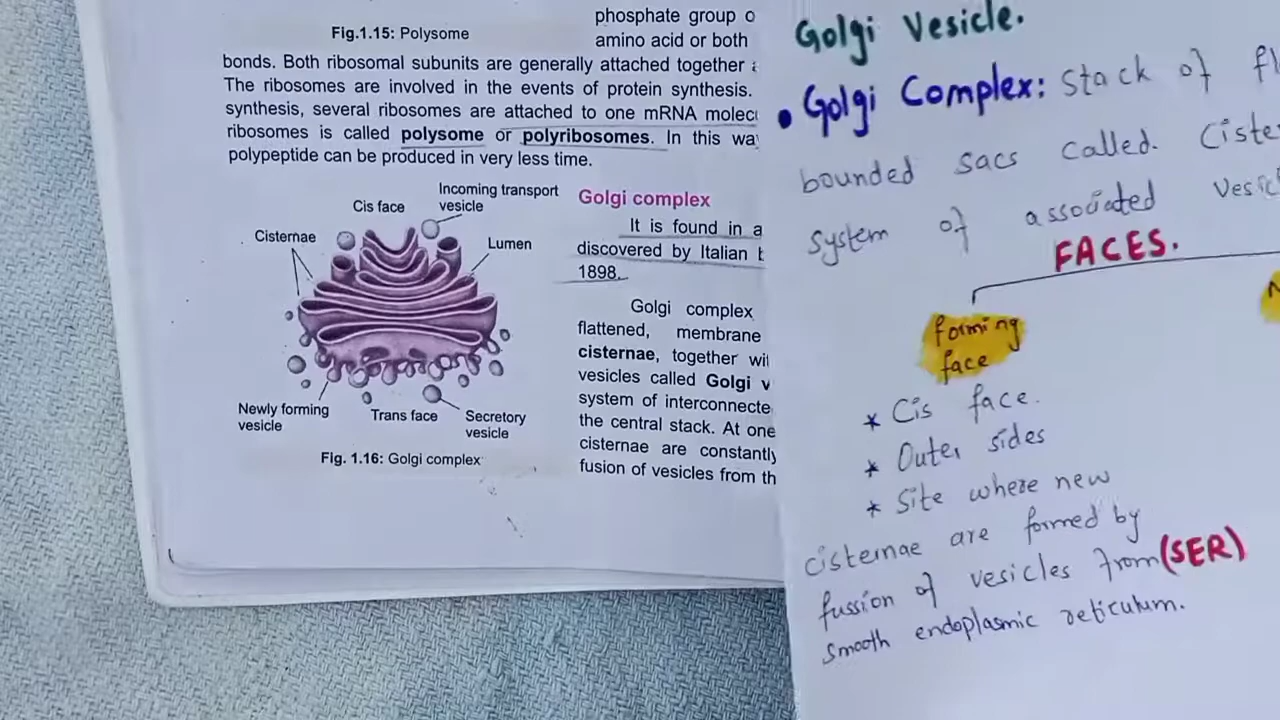 phosphate group o
Fig.1.15: Polysome
amino acid or both
bonds. Both ribosomal subunits are generally attached together
The ribosomes are involved in the events of protein synthesis.
synthesis, several ribosomes are attached to one mRNA molec
ribosomes is called polysome or polyribosomes. In this wa
polypeptide can be produced in very less time.
Incoming transport
vesicle
Cis face
Cisternae
Lumen
Newly forming
vesicle
Trans face
Secretory
vesicle
Fig. 1.16: Golgi complex
Golgi complex
It is found in a
discovered by Italian
1898.
Golgi complex
flattened, membrane
cisternae, together wi
vesicles called Golgi v
system of interconnecte
the central stack. At one
cisternae are constantly
fusion of vesicles from th
Golgi Vesicle.
• Golgi Complex: Stack of fl
bounded sacs called. Ciste
system of associated Vesic
FACES.
forming
face
* Cis face.
* Outer sides
* Site where new
cisternae are formed by
fussion of vesicles from (SER)
smooth endoplasmic reticulum.